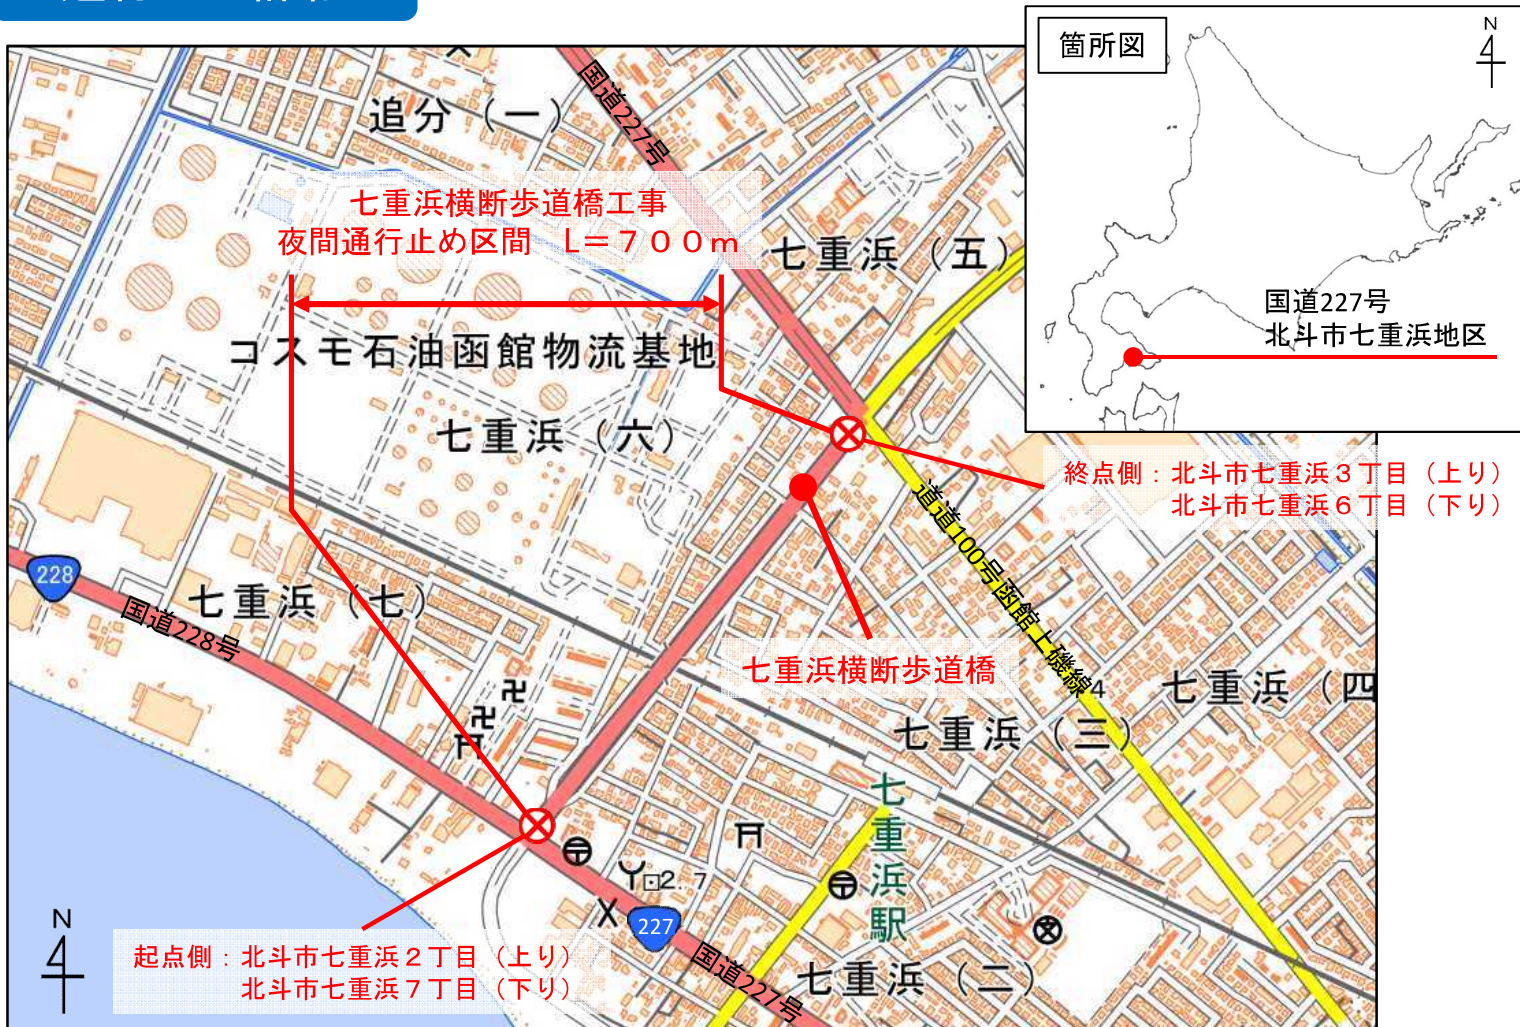 箇所図
N
国道227号
北斗市七重浜地区
追分（一）
国道227号
七重浜横断歩道橋工事
夜間通行止め区間　L＝７００ｍ
七重浜（五）
コスモ石油函館物流基地
七重浜（六）
終点側：北斗市七重浜３丁目（上り）
北斗市七重浜６丁目（下り）
道道100号函館上磯線
228
国道228号
七重浜（七）
七重浜横断歩道橋
4
七重浜（四
七重浜（三）
七重浜駅
2.7
227
国道227号
七重浜（二）
N
起点側：北斗市七重浜２丁目（上り）
北斗市七重浜７丁目（下り）